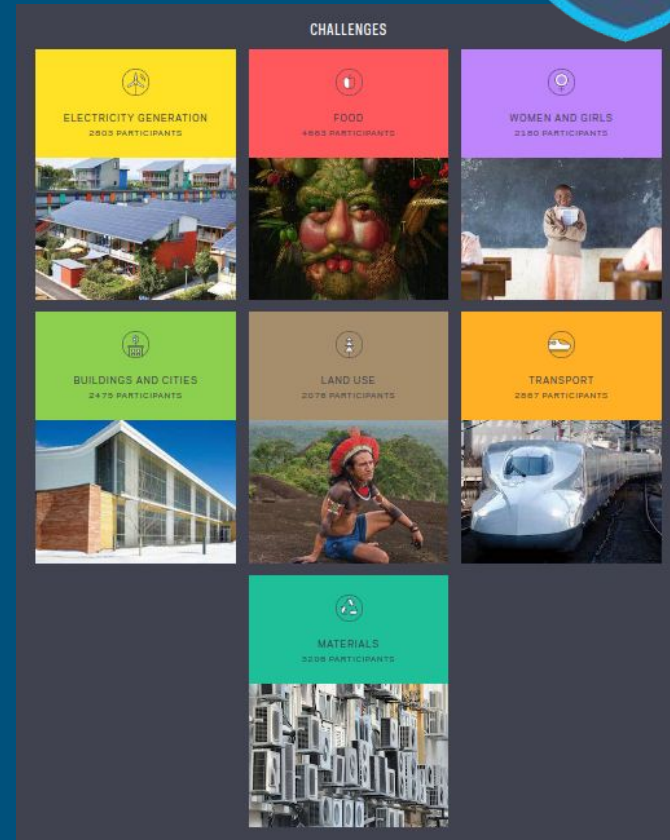 CHALLENGES
ELECTRICITY GENERATION
2803 PARTICIPANTS
FOOD
4863 PARTICIPANTS
WOMEN AND GIRLS
2180 PARTICIPANTS
BUILDINGS AND CITIES
2475 PARTICIPANTS
LAND USE
2078 PARTICIPANTS
TRANSPORT
2887 PARTICIPANTS
MATERIALS
3208 PARTICIPANTS